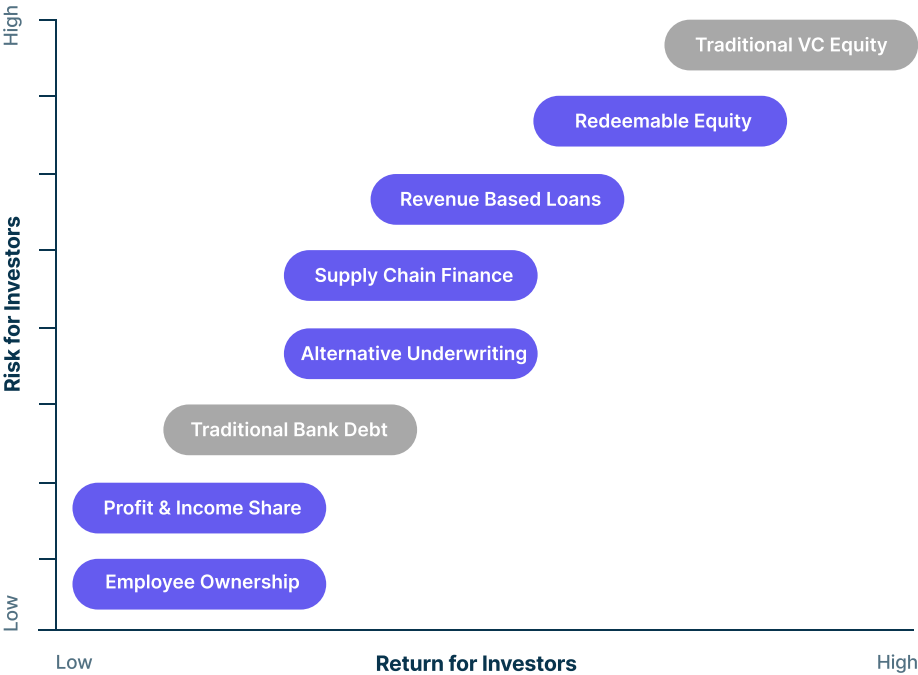 High
Traditional VC Equity
Redeemable Equity
Revenue Based Loans
Risk for Investors
Supply Chain Finance
Alternative Underwriting
Traditional Bank Debt
Profit & Income Share
Employee Ownership
Low
Low
Return for Investors
High